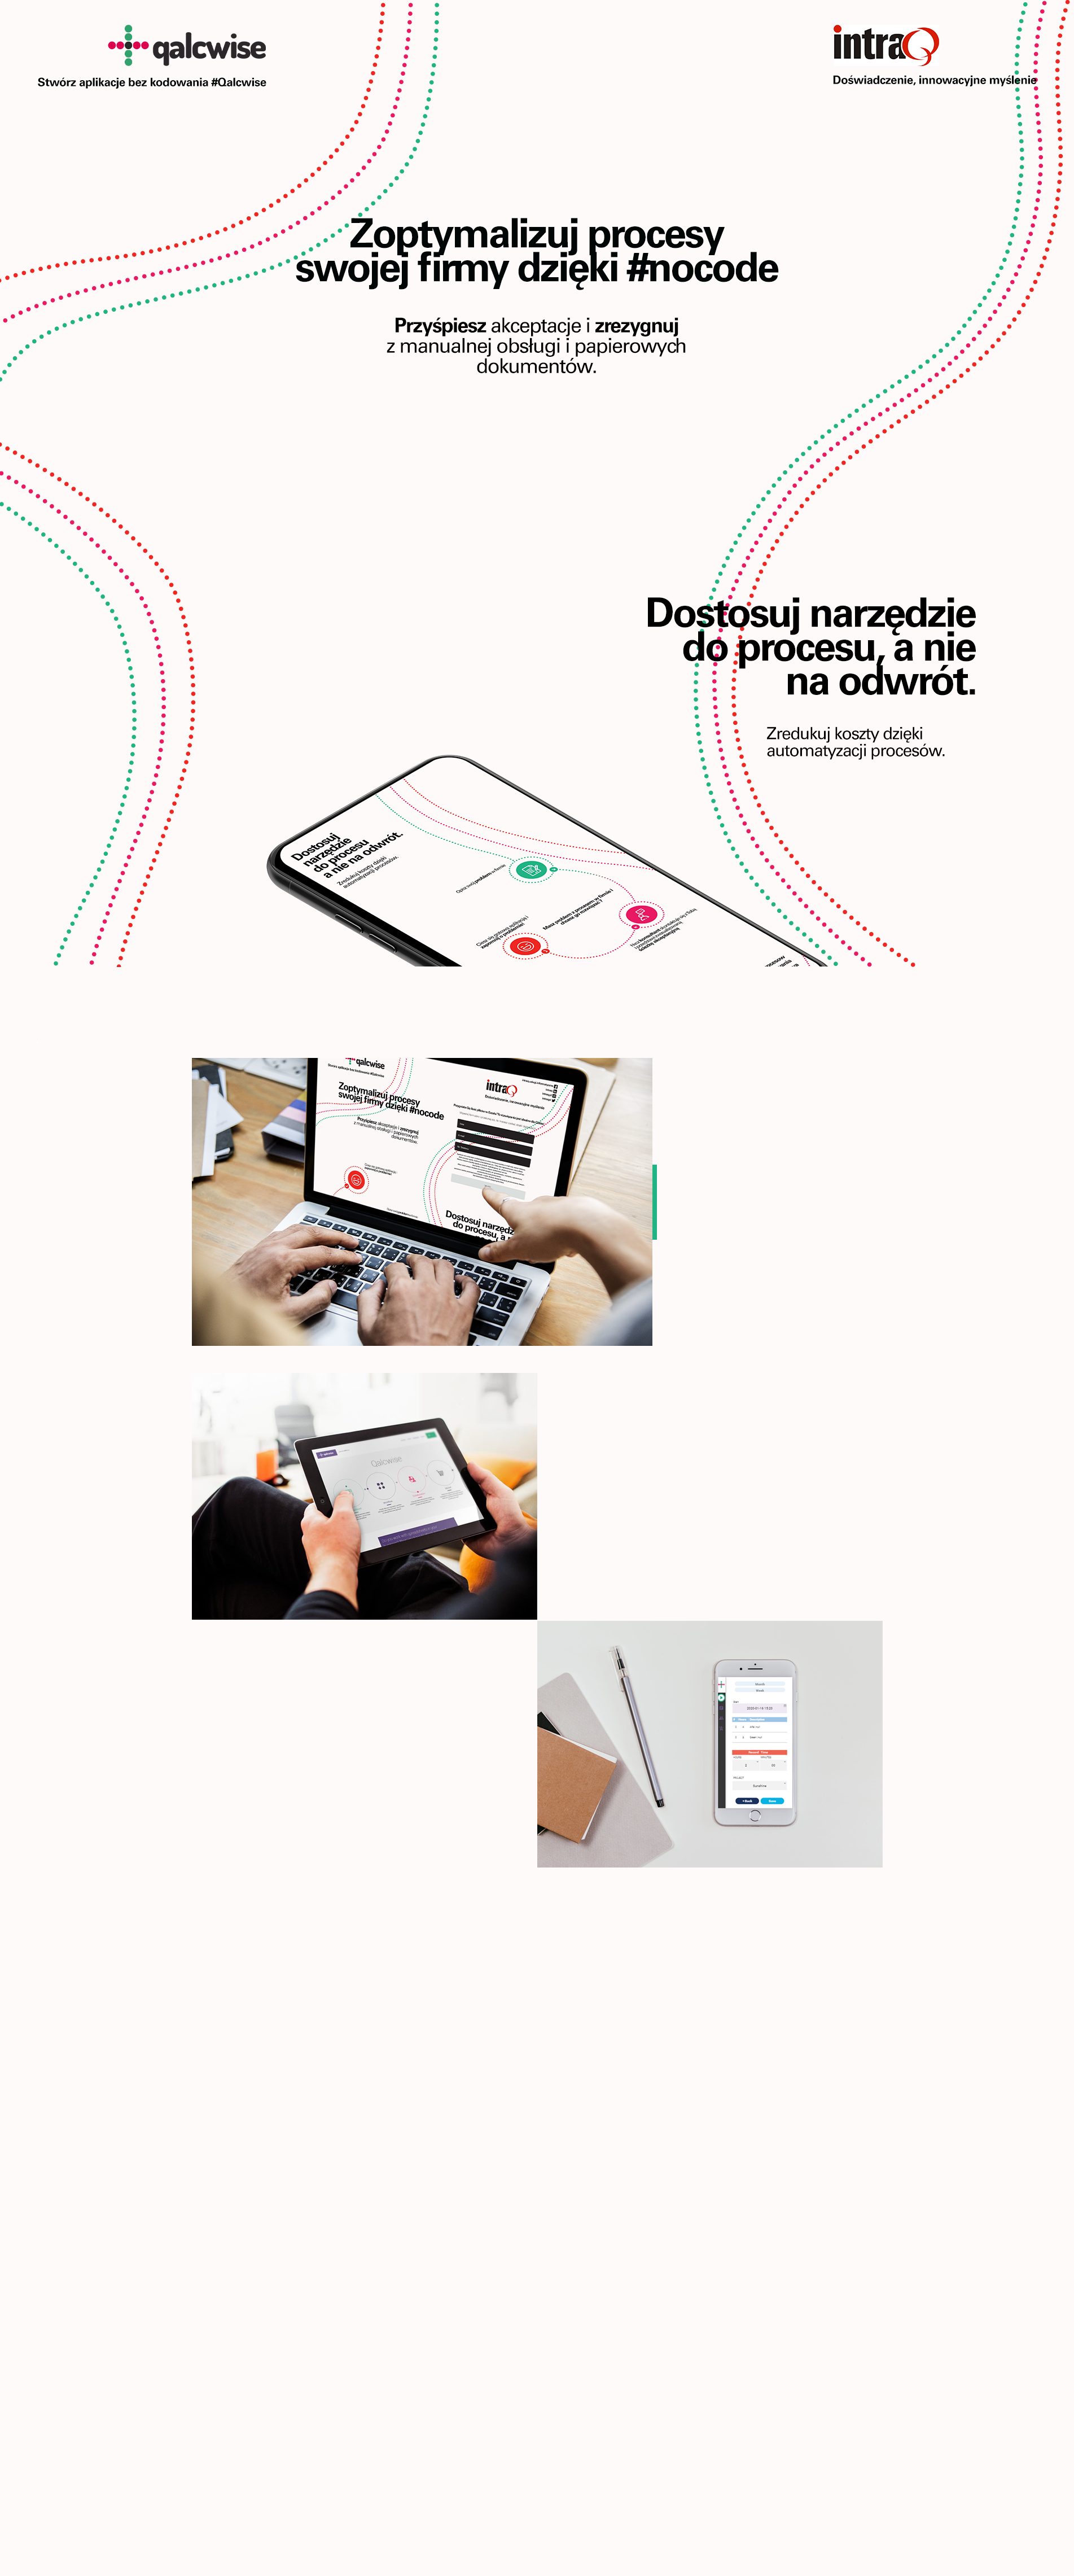 qalcwise
Stwórz aplikacje bez kodowania #Qalcwise
intraQ
Doświadczenie, innowacyjne myślenie
Zoptymalizuj procesy
swojej firmy dzięki #nocode
Przyśpiesz akceptacje i zrezygnuj
z manualnej obsługi i papierowych
dokumentów.
Dostosuj narzędzie
do procesu, a nie
na odwrót.
Zredukuj koszty dzięki
automatyzacji procesów.
Dostosuj
narzędzie
do procesu
a nie na odwrót.
Zredukuj koszty dzięki
automatyzacji procesów.
qalcwise
Zoptymalizuj procesy
swojej firmy dzięki #nocode
Przyśpiesz akceptacje i zrezygnuj
z manualnej obsługi i papierowych
dokumentów.
intraQ
Doświadczenie, innowacyjne myślenie
Dostosuj
do procesu, a
Qalcwise